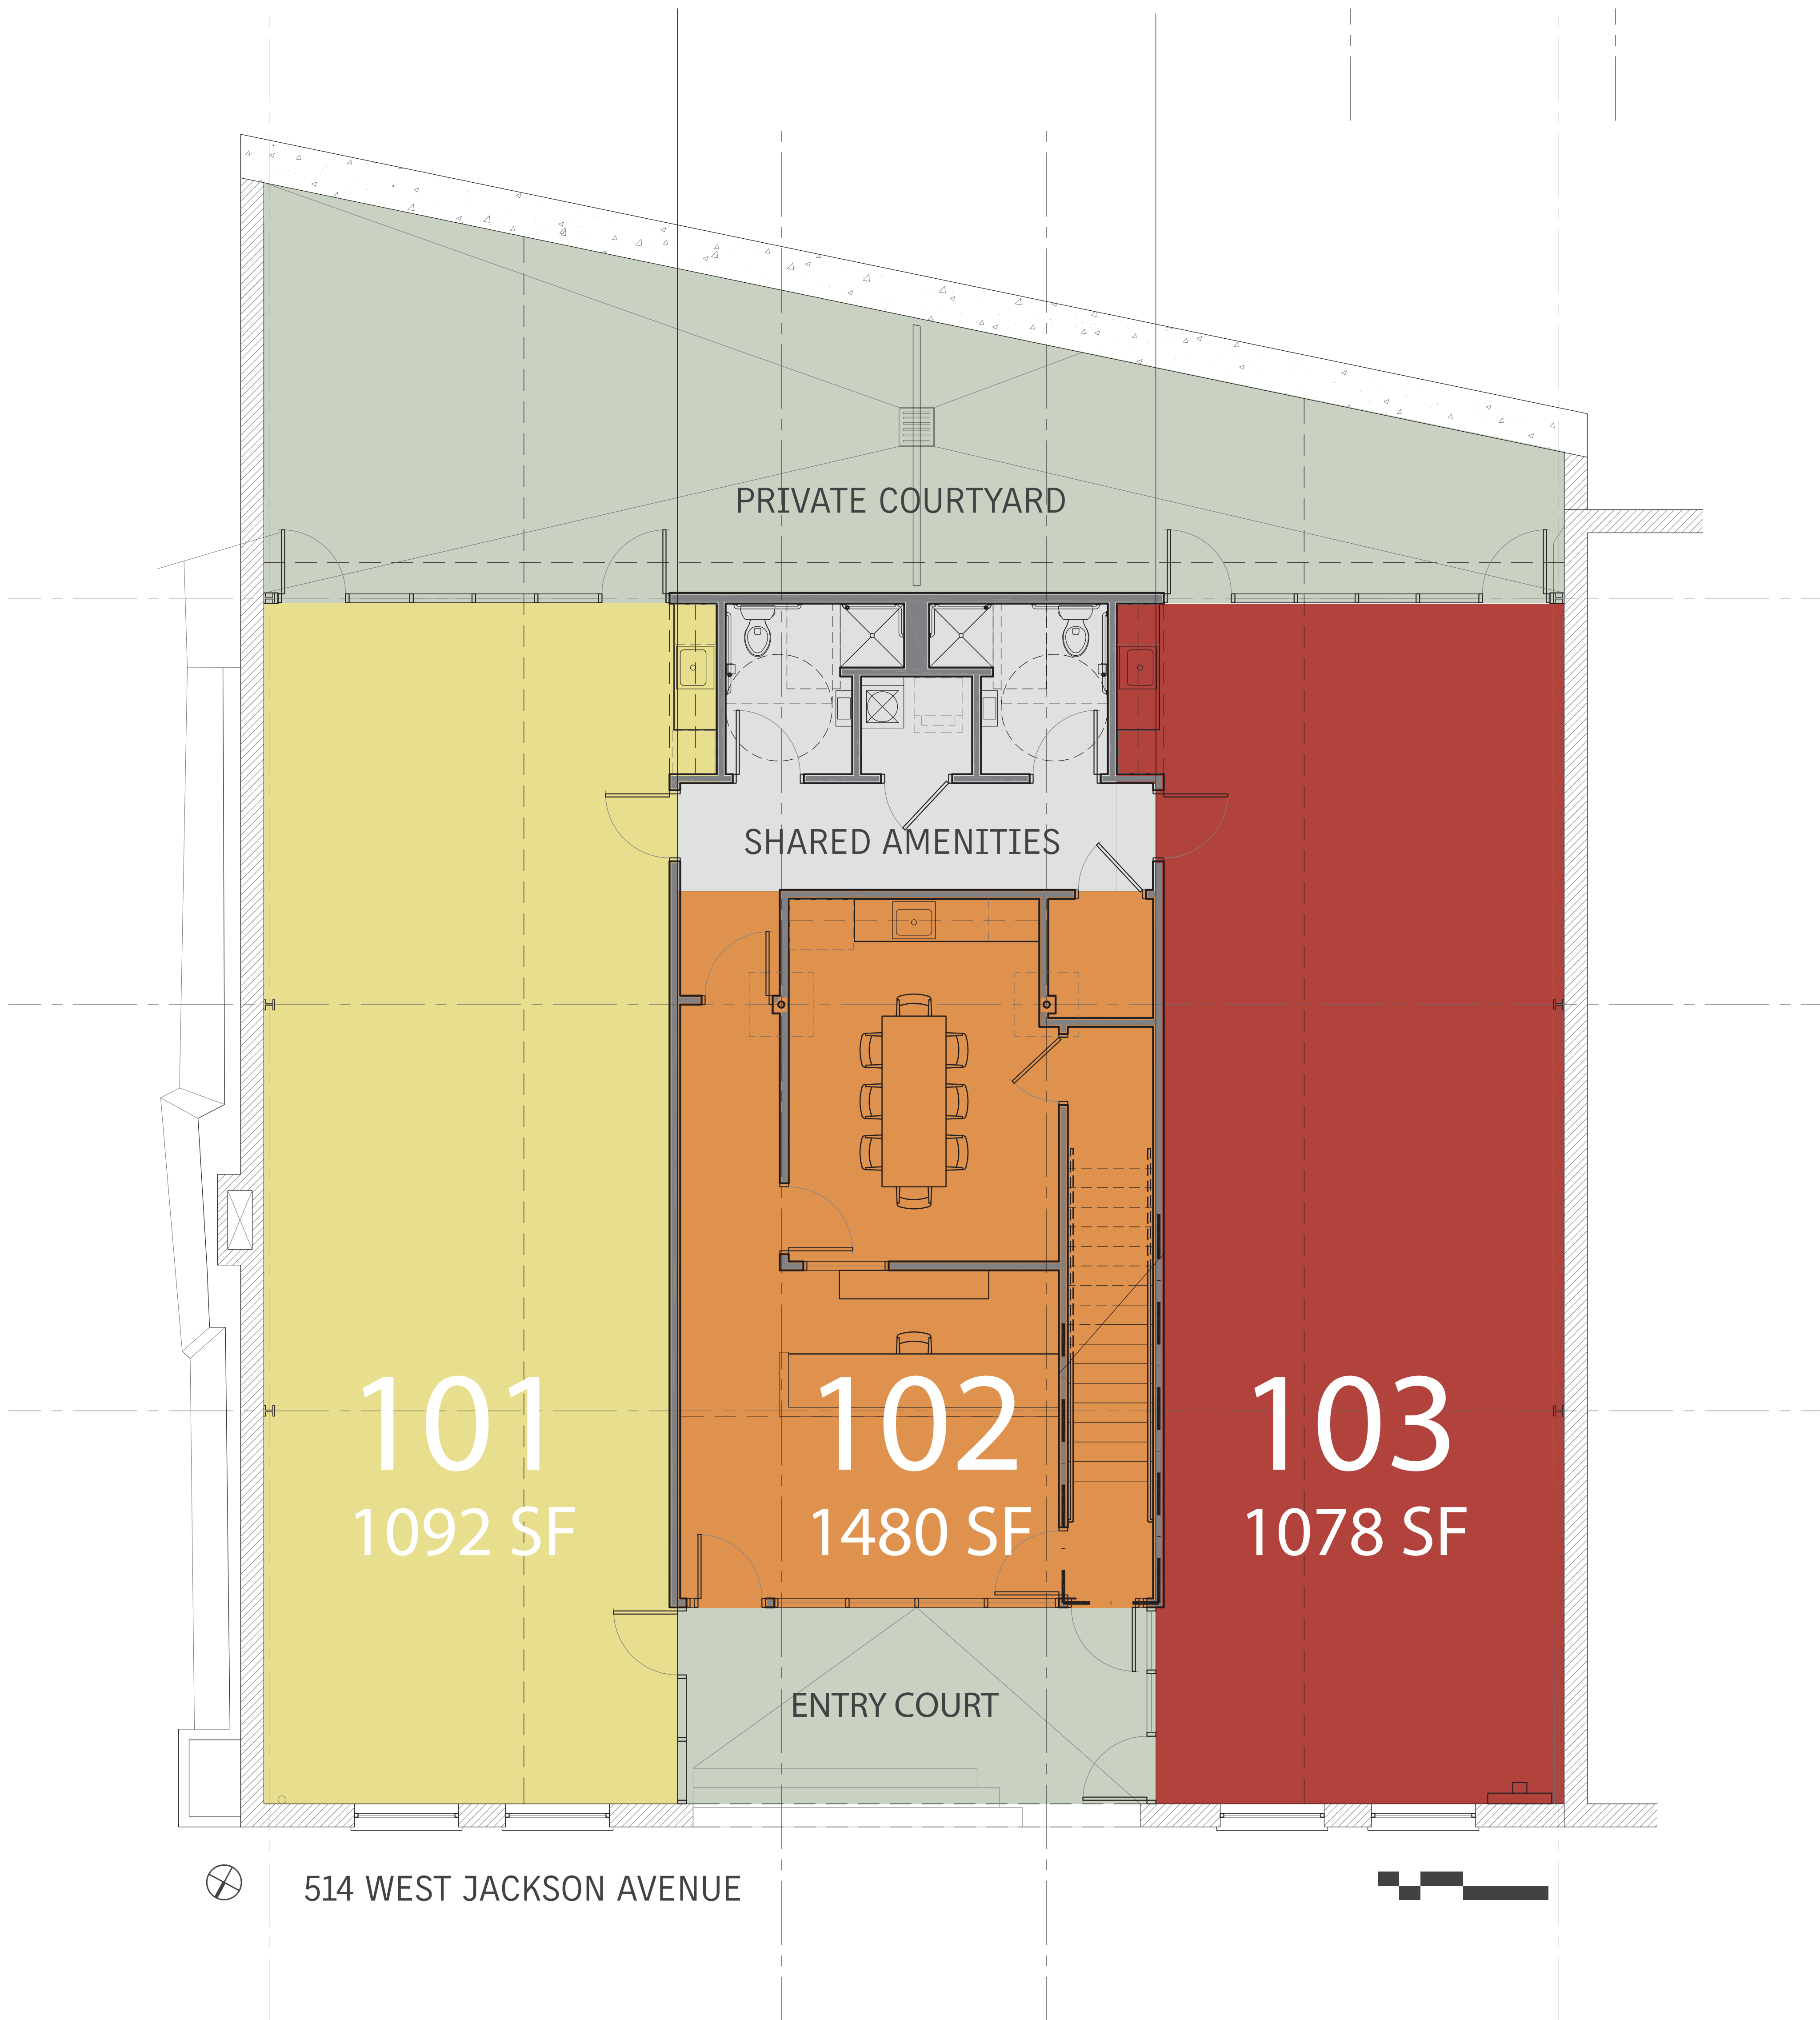 PRIVATE COURTYARD
SHARED AMENITIES
101
1092 SF
102
1480 SF
103
1078 SF
ENTRY COURT
514 WEST JACKSON AVENUE